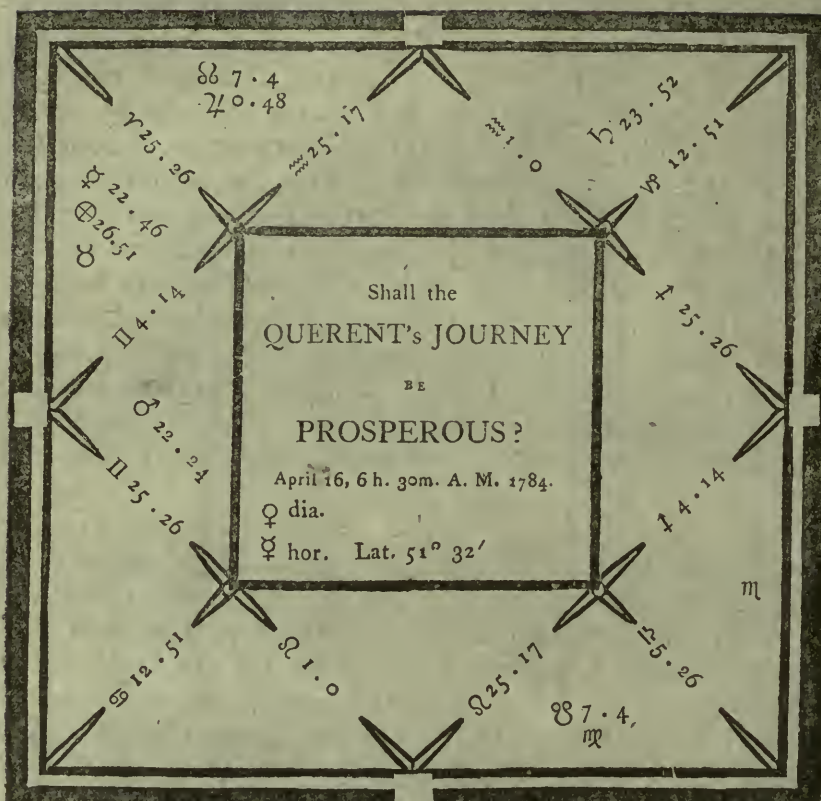 ☊ 7 . 4
♃ 0 . 48
♈ 25 . 26
♒ 25 . 17
♒ 1 . 0
♄ 23 . 52
♑ 12 . 51
☿ 22 . 46
⊗ 26 . 51
♉
♊ 4 . 14
♐ 25 . 26
Shall the
QUERENT's JOURNEY
BE
PROSPEROUS?
April 16, 6 h. 30m. A. M. 1784.
♀ dia.
☿ hor. Lat. 51° 32′
♂ 22 . 24
♊ 25 . 26
♐ 4 . 14
♏
♋ 12 . 51
♌ 1 . 0
♌ 25 . 17
♎ 5 . 26
☋ 7 . 4,
♍